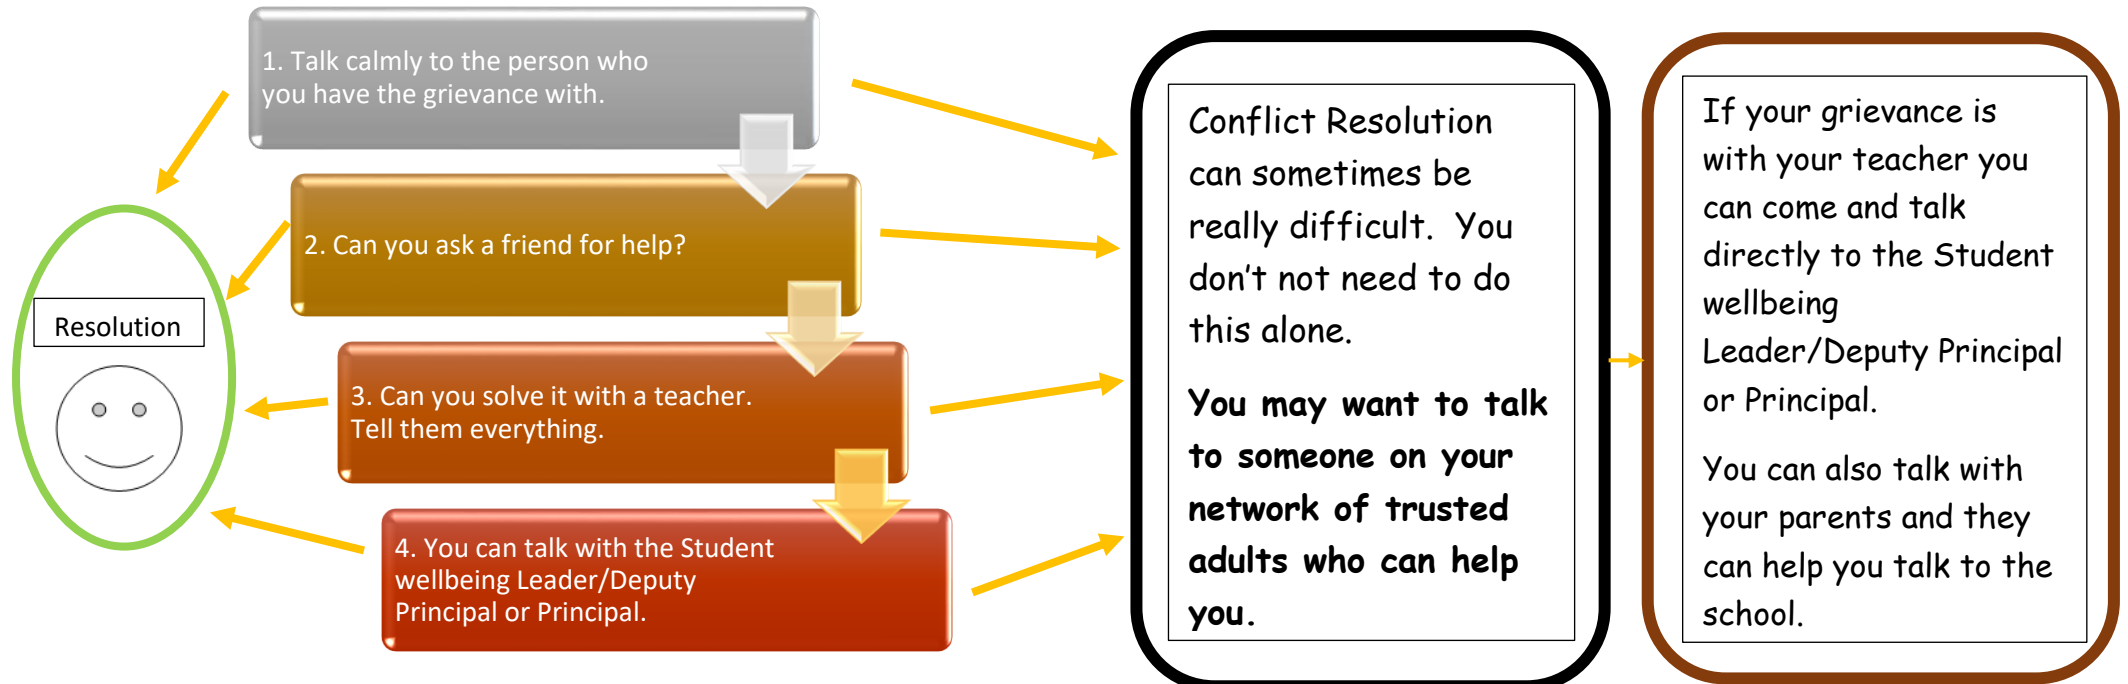 1. Talk calmly to the person who
you have the grievance with.
2. Can you ask a friend for help?
Resolution
3. Can you solve it with a teacher.
Tell them everything.
4. You can talk with the Student
wellbeing Leader/Deputy
Principal or Principal.
Conflict Resolution
can sometimes be
really difficult.  You
don't not need to do
this alone.
You may want to talk
to someone on your
network of trusted
adults who can help
you.
If your grievance is
with your teacher you
can come and talk
directly to the Student
wellbeing
Leader/Deputy Principal
or Principal.
You can also talk with
your parents and they
can help you talk to the
school.